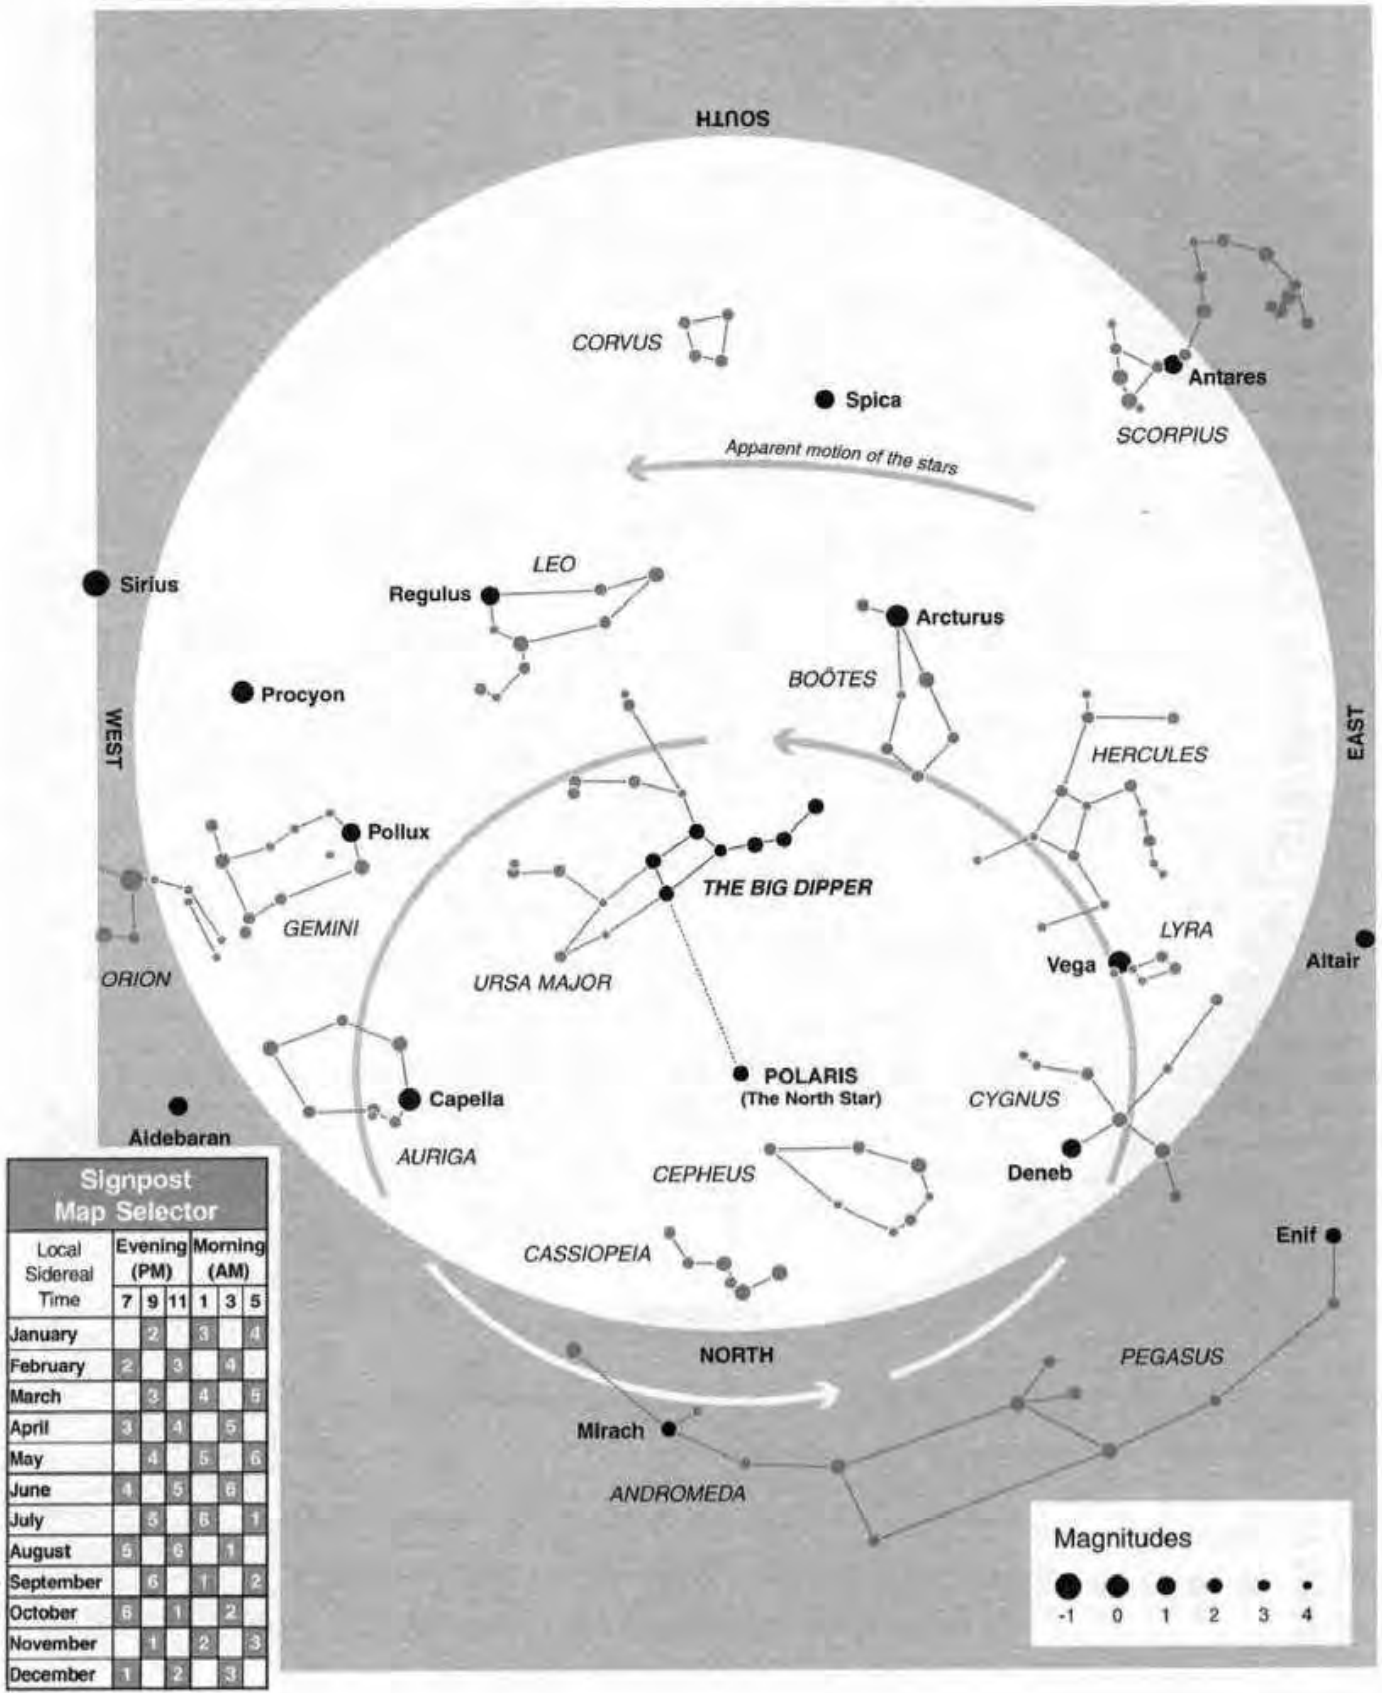 SOUTH
CORVUS
Spica
Antares
SCORPIUS
Apparent motion of the stars
LEO
Sirius
Regulus
Arcturus
BOÖTES
Procyon
WEST
EAST
HERCULES
Pollux
THE BIG DIPPER
GEMINI
LYRA
Vega
Altair
ORION
URSA MAJOR
POLARIS
(The North Star)
CYGNUS
Capella
Aldebaran
AURIGA
CEPHEUS
Deneb
CASSIOPEIA
Enif
NORTH
PEGASUS
Mirach
ANDROMEDA
Signpost
Map Selector
Local Evening Morning
Sidereal (PM) (AM)
Time 7 9 11 1 3 5
January 2 3 4
February 2 3 4
March 3 4 5
April 3 4 5
May 4 5 6
June 4 5 6
July 5 6 1
August 5 6 1
September 6 1 2
October 6 1 2
November 1 2 3
December 1 2 3
Magnitudes
-1 0 1 2 3 4